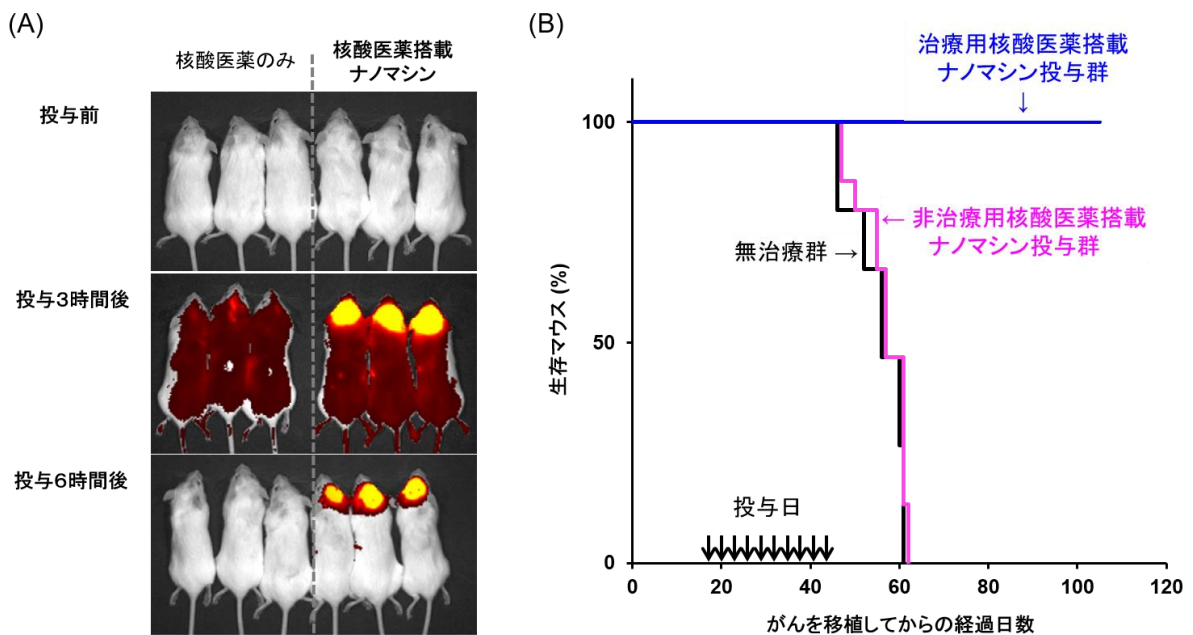 (A)
核酸医薬のみ
核酸医薬搭載
ナノマシン
投与前
投与3時間後
投与6時間後
(B)
治療用核酸医薬搭載
ナノマシン投与群
↓
100
← 非治療用核酸医薬搭載
ナノマシン投与群
無治療群 →
生存マウス (%)
50
投与日
0
0
20
40
60
80
100
120
がんを移植してからの経過日数